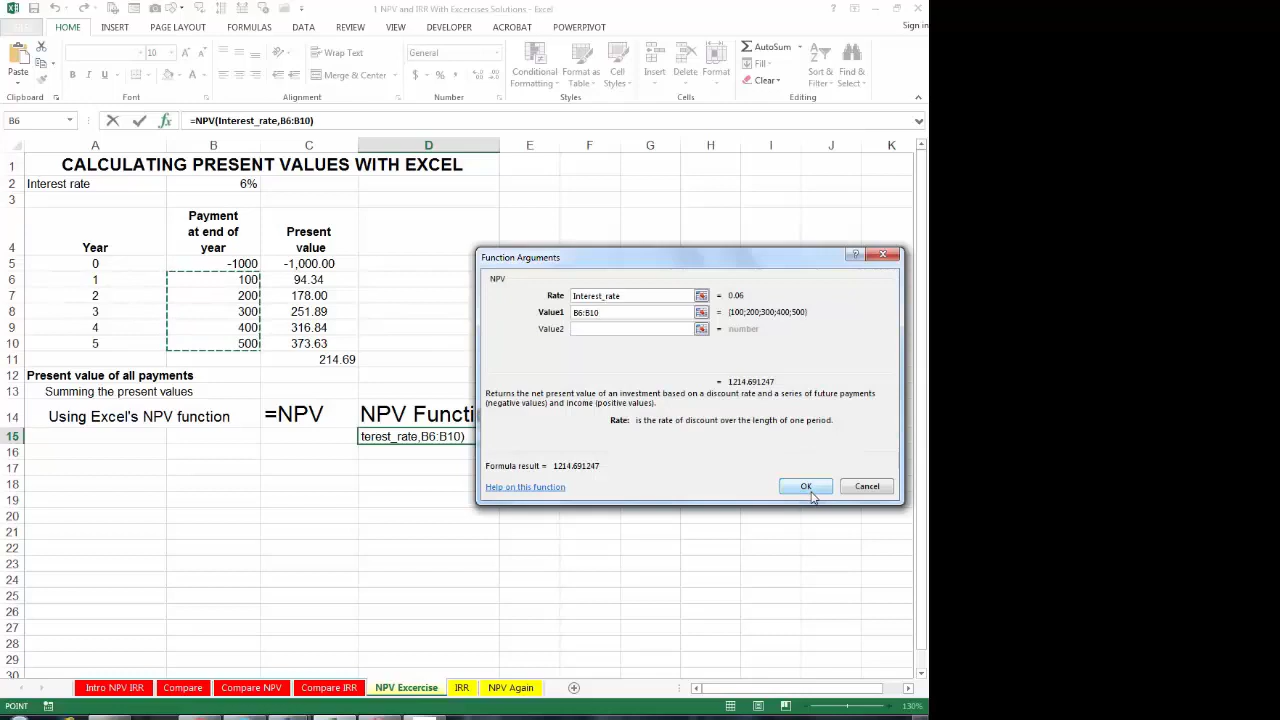 1 NPV and IRR With Excercises Solutions - Excel
HOME INSERT PAGE LAYOUT FORMULAS DATA REVIEW VIEW DEVELOPER ACROBAT POWERPIVOT Sign in
Paste
10
Wrap Text
General
Merge & Center
Conditional Formatting
Format as Table
Cell Styles
Insert Delete Format
AutoSum
Fill
Clear
Sort & Filter
Find & Select
Clipboard Font Alignment Number Styles Cells Editing
B6 =NPV(Interest_rate,B6:B10)
A B C D E F G H I J K
1 CALCULATING PRESENT VALUES WITH EXCEL
2 Interest rate 6%
3
4 Year Payment at end of year Present value
5 0 -1000 -1,000.00
6 1 100 94.34
7 2 200 178.00
8 3 300 251.89
9 4 400 316.84
10 5 500 373.63
11 214.69
12 Present value of all payments
13 Summing the present values
14 Using Excel's NPV function =NPV NPV Functi
15 terest_rate,B6:B10)
16
17
18
19
20
21
22
23
24
25
26
27
28
29
30
Function Arguments
NPV
Rate Interest_rate = 0.06
Value1 B6:B10 = {100;200;300;400;500}
Value2 = number
= 1214.691247
Returns the net present value of an investment based on a discount rate and a series of future payments
(negative values) and income (positive values).
Rate: is the rate of discount over the length of one period.
Formula result = 1214.691247
Help on this function OK Cancel
Intro NPV IRR Compare Compare NPV Compare IRR NPV Excercise IRR NPV Again
POINT 130%